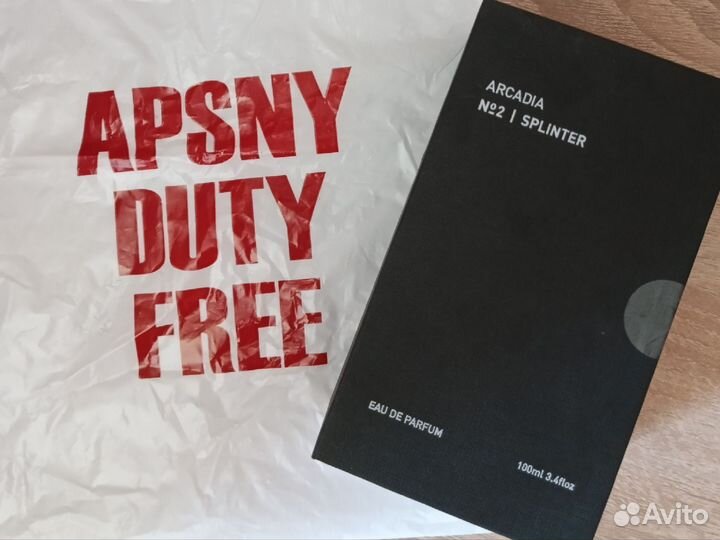 APSNY
DUTY
FREE
ARCADIA
Nº2 | SPLINTER
EAU DE PARFUM
100ml 3.4floz
Avito